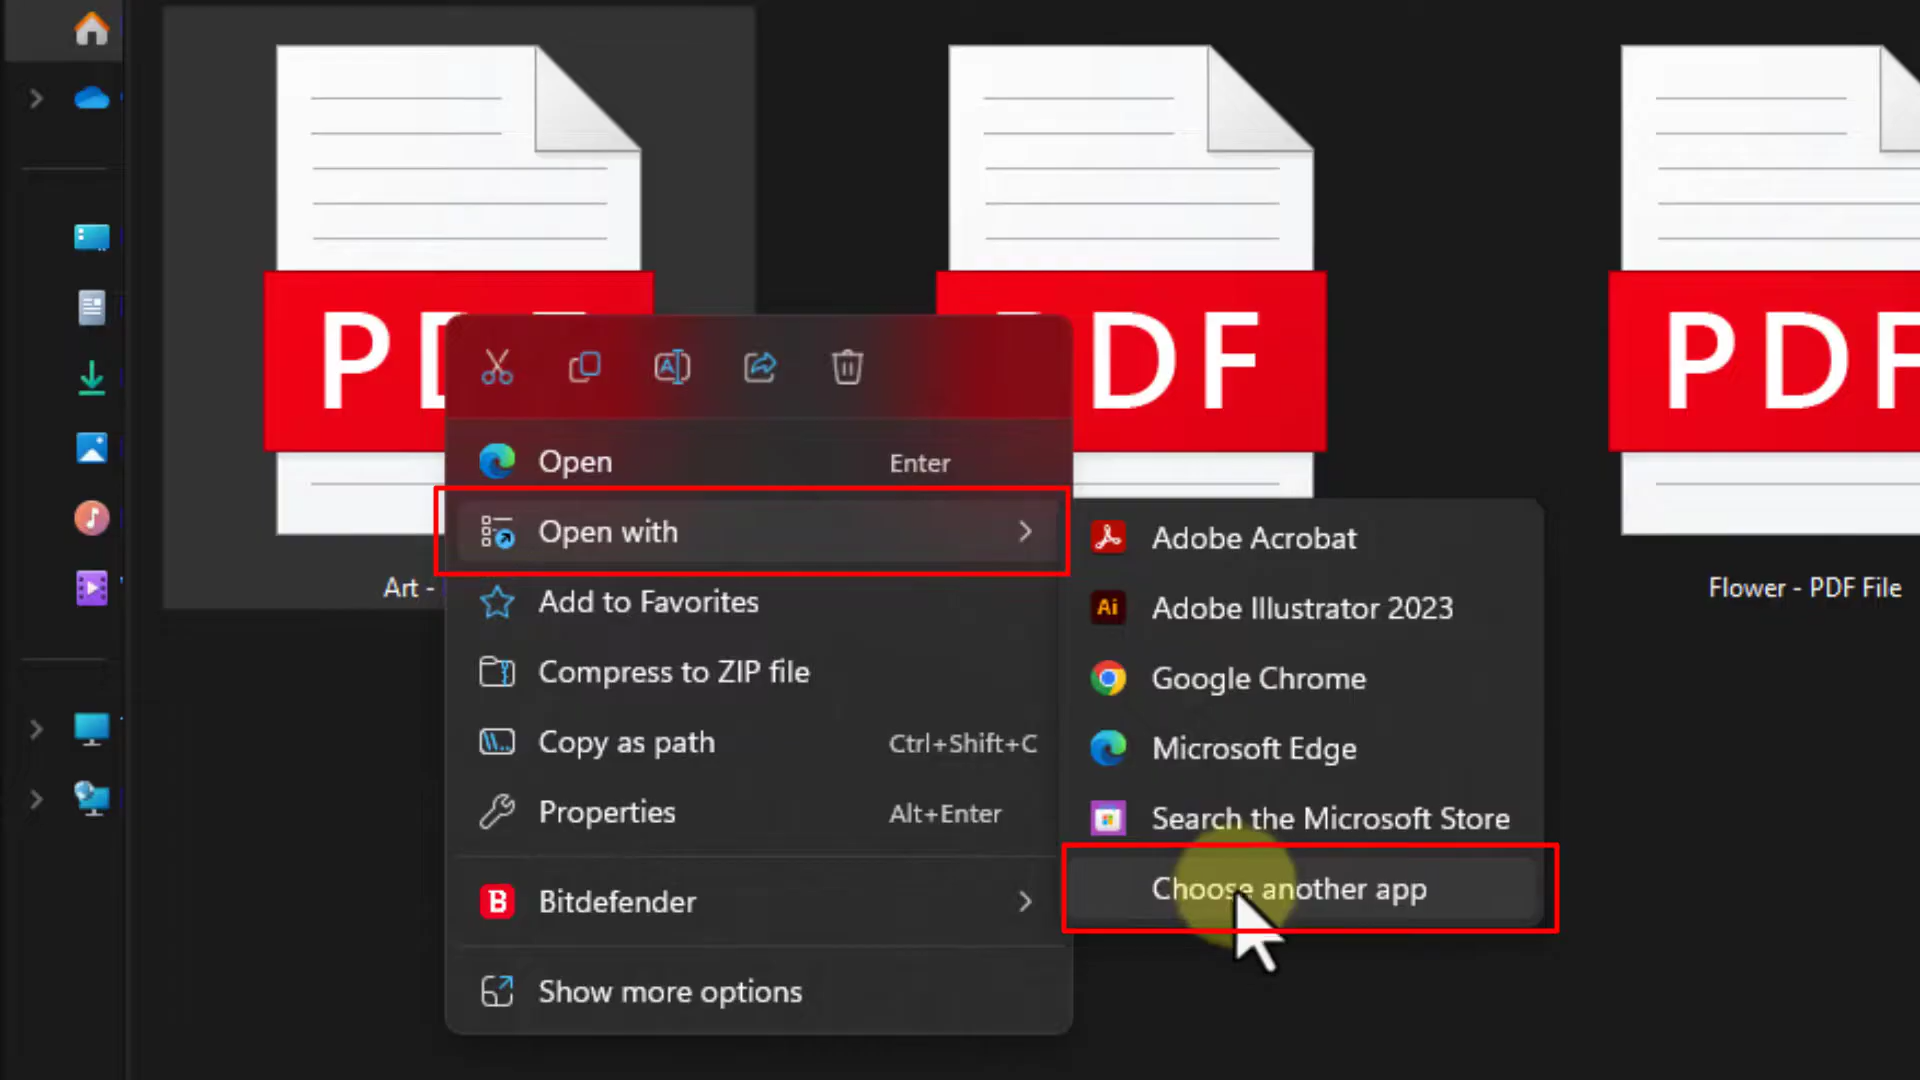 PDF
PDF
Open Enter
Open with
Add to Favorites
Compress to ZIP file
Copy as path Ctrl+Shift+C
Properties Alt+Enter
Bitdefender
Show more options
Adobe Acrobat
Adobe Illustrator 2023
Google Chrome
Microsoft Edge
Search the Microsoft Store
Choose another app
Art -
Flower - PDF File